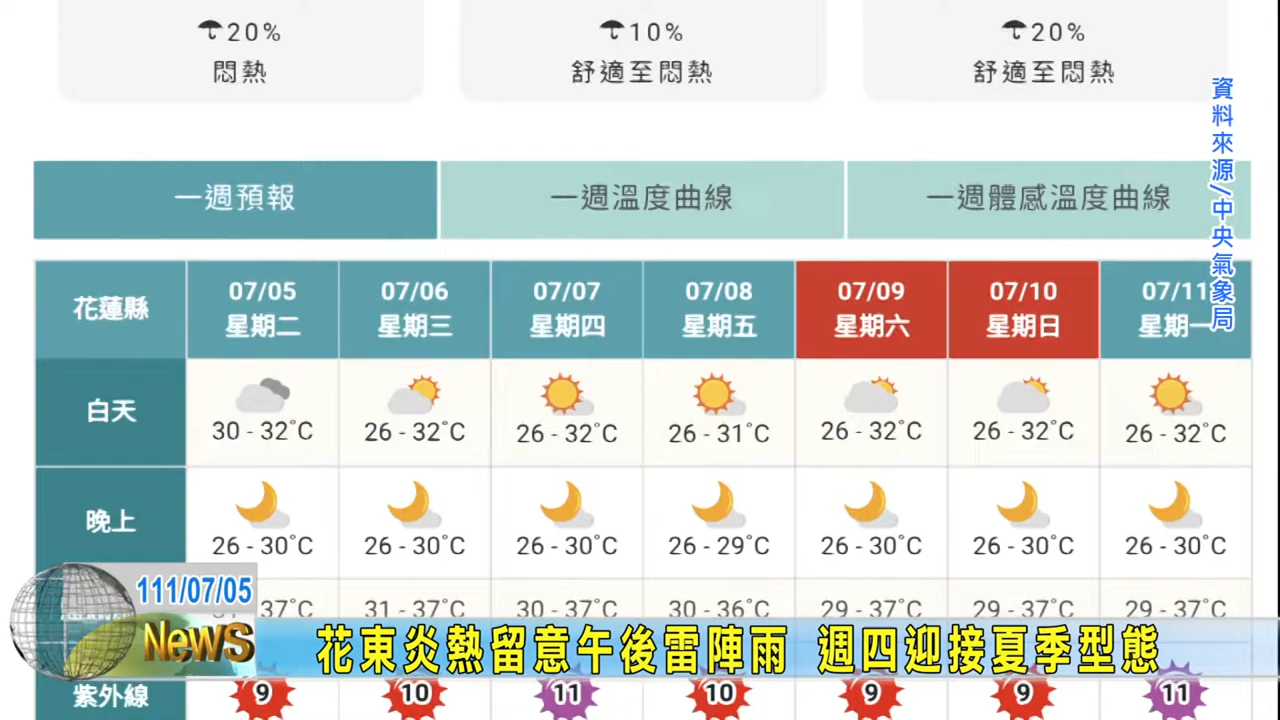 ☂20% ☂10% ☂20%
悶熱 舒適至悶熱 舒適至悶熱
資料來源/中央氣象局
一週預報 一週溫度曲線 一週體感溫度曲線
花蓮縣 07/05 07/06 07/07 07/08 07/09 07/10 07/11
星期二 星期三 星期四 星期五 星期六 星期日 星期一
白天 30 - 32°C 26 - 32°C 26 - 32°C 26 - 31°C 26 - 32°C 26 - 32°C 26 - 32°C
晚上 26 - 30°C 26 - 30°C 26 - 30°C 26 - 29°C 26 - 30°C 26 - 30°C 26 - 30°C
37°C 31 - 37°C 30 - 37°C 30 - 36°C 29 - 37°C 29 - 37°C 29 - 37°C
111/07/05
NewS
花東炎熱留意午後雷陣雨 週四迎接夏季型態
紫外線 9 10 11 10 9 9 11